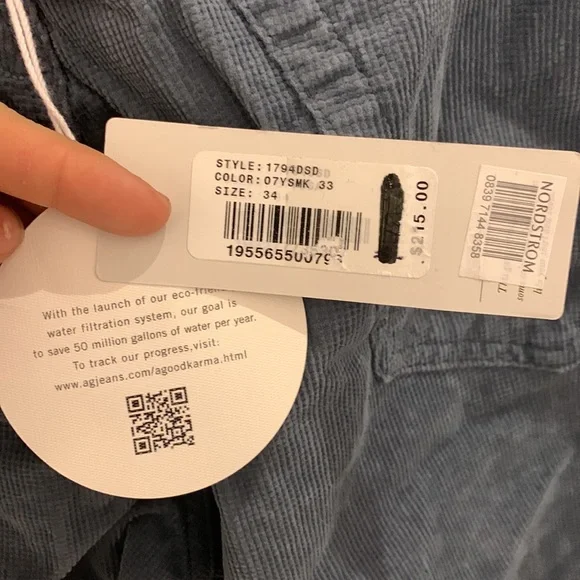 STYLE: 1794DSD
COLOR: 07YSMK 33
SIZE: 34
$215.00
NORDSTROM
0839 7144 8358
With the launch of our eco-friendly
water filtration system, our goal is
to save 50 million gallons of water per year.
To track our progress, visit:
www.agjeans.com/agoodkarma.html